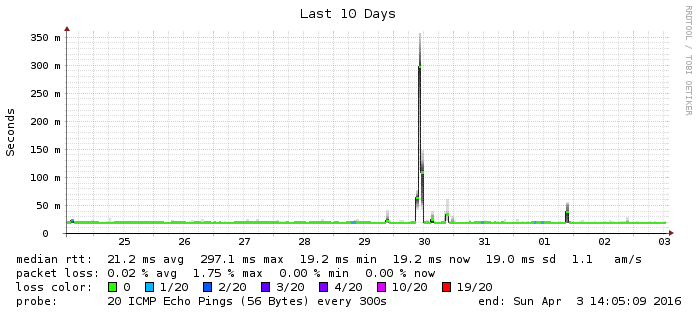 Last 10 Days
RRDTOOL / TOBI OETIKER
Seconds
350 m
300 m
250 m
200 m
150 m
100 m
50 m
0
25 26 27 28 29 30 31 01 02 03
median rtt: 21.2 ms avg 297.1 ms max 19.2 ms min 19.2 ms now 19.0 ms sd 1.1 am/s
packet loss: 0.02 % avg 1.75 % max 0.00 % min 0.00 % now
loss color: 0 1/20 2/20 3/20 4/20 10/20 19/20
probe: 20 ICMP Echo Pings (56 Bytes) every 300s end: Sun Apr 3 14:05:09 2016